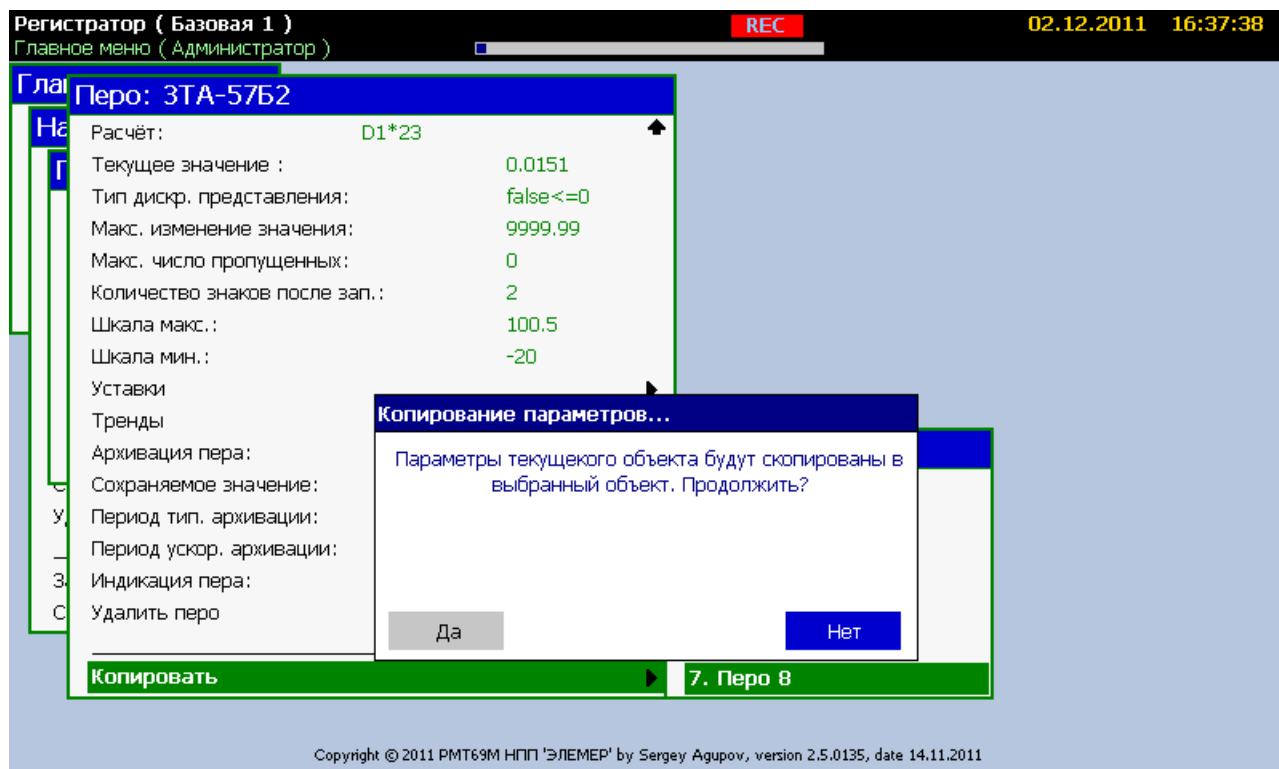 Регистратор ( Базовая 1 )
REC
02.12.2011 16:37:38
Главное меню ( Администратор )
Глав
Перо: 3ТА-57Б2
На
П
Расчёт: D1*23
Текущее значение : 0.0151
Тип дискр. представления: false<=0
Макс. изменение значения: 9999.99
Макс. число пропущенных: 0
Количество знаков после зап.: 2
Шкала макс.: 100.5
Шкала мин.: -20
Уставки
Тренды
Архивация пера:
Сохраняемое значение:
Период тип. архивации:
Период ускор. архивации:
Индикация пера:
Удалить перо
Копировать
Копирование параметров...
Параметры текущекого объекта будут скопированы в
выбранный объект. Продолжить?
Да
Нет
7. Перо 8
Copyright © 2011 РМТ69М НПП 'ЭЛЕМЕР' by Sergey Agupov, version 2.5.0135, date 14.11.2011